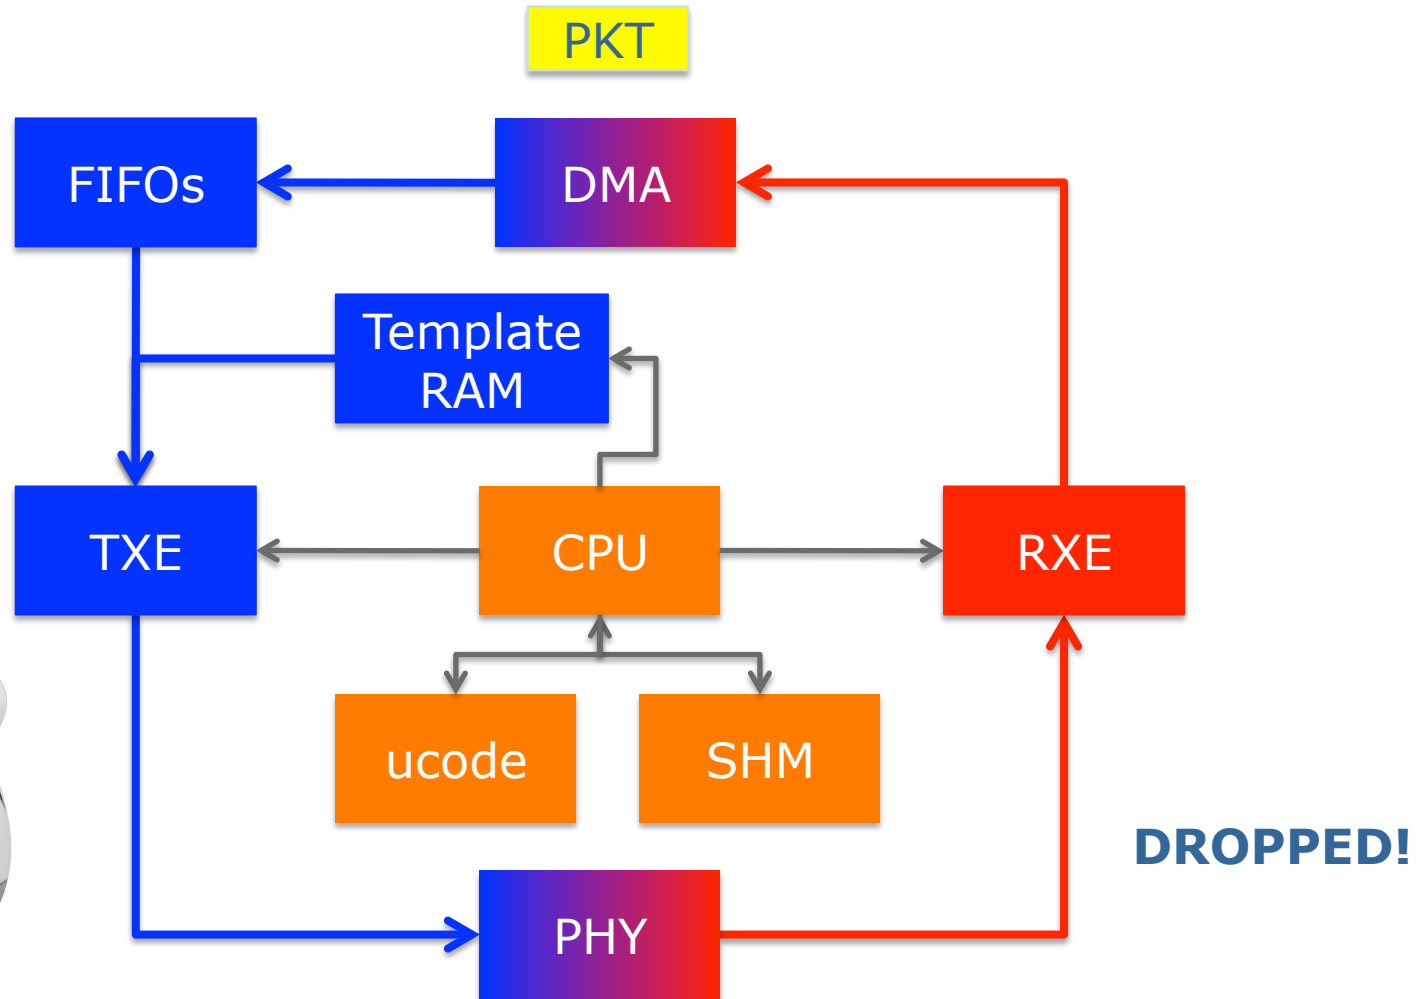 PKT
FIFOs
DMA
Template
RAM
TXE
CPU
RXE
ucode
SHM
DROPPED!
PHY